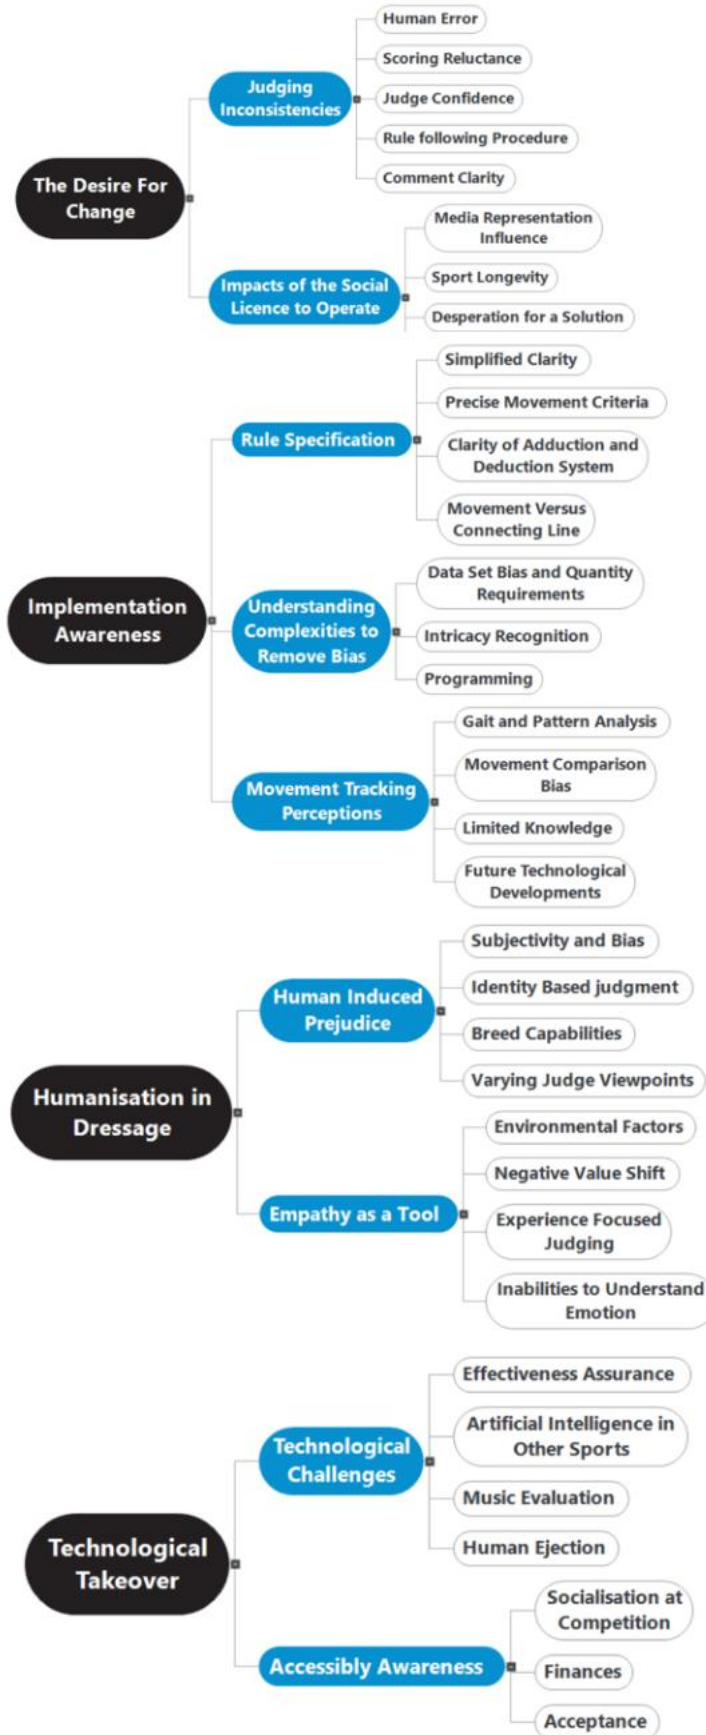 The Desire For
Change
Judging
Inconsistencies
Human Error
Scoring Reluctance
Judge Confidence
Rule following Procedure
Comment Clarity
Impacts of the Social
Licence to Operate
Media Representation
Influence
Sport Longevity
Desperation for a Solution
Implementation
Awareness
Rule Specification
Simplified Clarity
Precise Movement Criteria
Clarity of Adduction and
Deduction System
Movement Versus
Connecting Line
Understanding
Complexities to
Remove Bias
Data Set Bias and Quantity
Requirements
Intricacy Recognition
Programming
Movement Tracking
Perceptions
Gait and Pattern Analysis
Movement Comparison
Bias
Limited Knowledge
Future Technological
Developments
Humanisation in
Dressage
Human Induced
Prejudice
Subjectivity and Bias
Identity Based judgment
Breed Capabilities
Varying Judge Viewpoints
Empathy as a Tool
Environmental Factors
Negative Value Shift
Experience Focused
Judging
Inabilities to Understand
Emotion
Technological
Takeover
Technological
Challenges
Effectiveness Assurance
Artificial Intelligence in
Other Sports
Music Evaluation
Human Ejection
Accessibly Awareness
Socialisation at
Competition
Finances
Acceptance